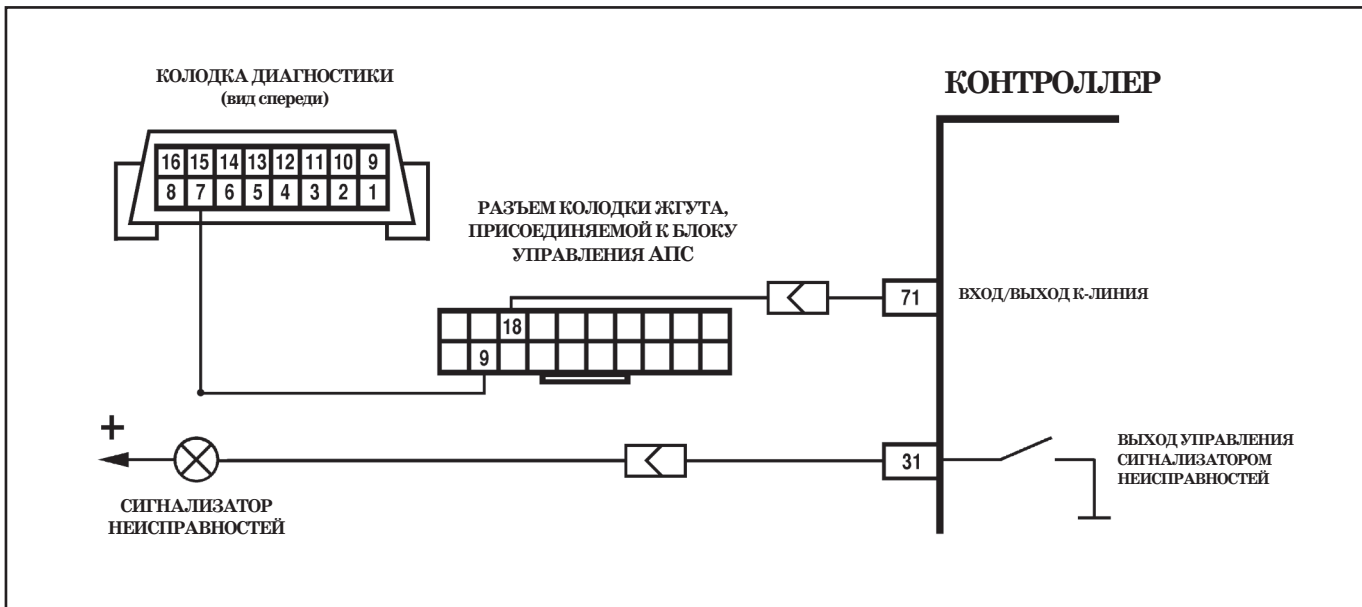 КОЛОДКА ДИАГНОСТИКИ
(вид спереди)
16 15 14 13 12 11 10 9
8 7 6 5 4 3 2 1
КОНТРОЛЛЕР
РАЗЪЕМ КОЛОДКИ ЖГУТА,
ПРИСОЕДИНЯЕМОЙ К БЛОКУ
УПРАВЛЕНИЯ АПС
18
9
71
ВХОД/ВЫХОД К-ЛИНИЯ
+
СИГНАЛИЗАТОР
НЕИСПРАВНОСТЕЙ
31
ВЫХОД УПРАВЛЕНИЯ
СИГНАЛИЗАТОРОМ
НЕИСПРАВНОСТЕЙ